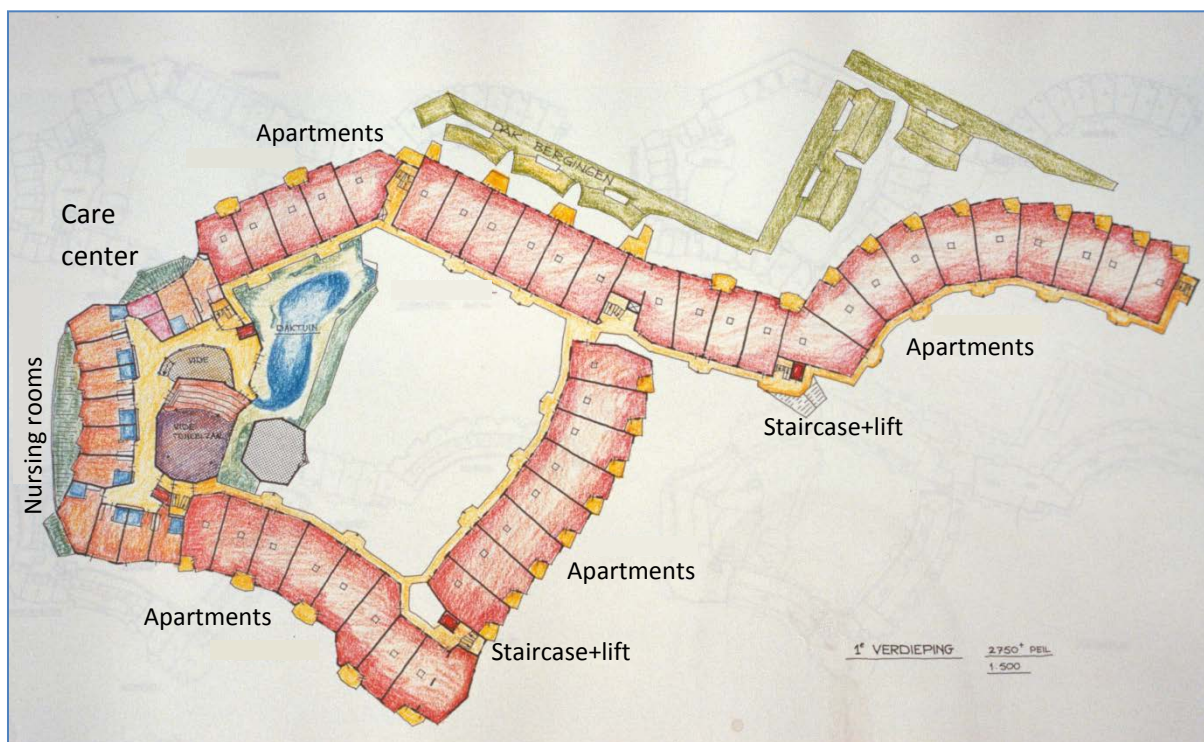 Apartments
DAK
BERGINGEN
Care
center
DAKTUIN
VIDE
Apartments
VIDE
Nursing rooms
Staircase+lift
Apartments
Apartments
Staircase+lift
1e VERDIEPING 2750+ PEIL
1:500